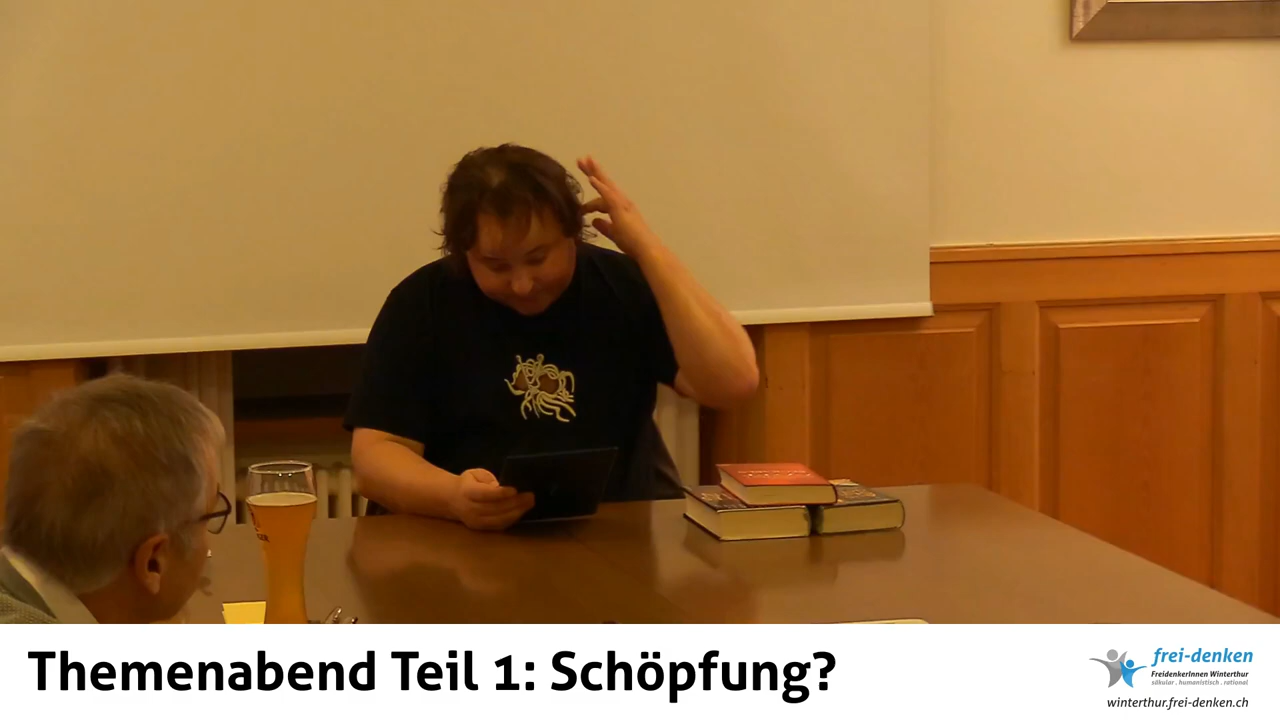 Themenabend Teil 1: Schöpfung?
frei-denken
FreidenkerInnen Winterthur
säkular . humanistisch . rational
winterthur.frei-denken.ch